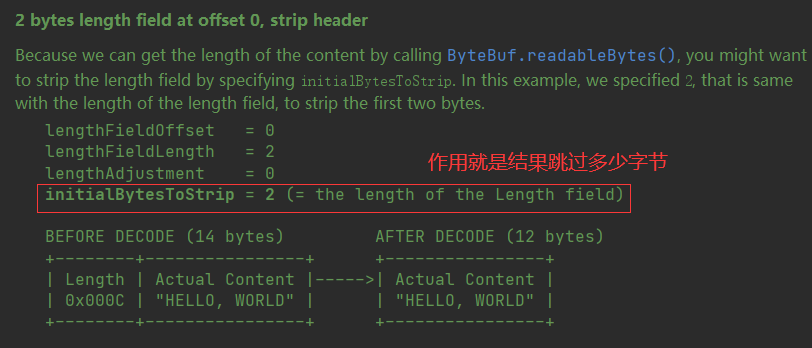 2 bytes length field at offset 0, strip header
Because we can get the length of the content by calling ByteBuf.readableBytes(), you might want
to strip the length field by specifying initialBytesToStrip. In this example, we specified 2, that is same
with the length of the length field, to strip the first two bytes.
lengthFieldOffset   = 0
lengthFieldLength   = 2
lengthAdjustment    = 0
作用就是结果跳过多少字节
initialBytesToStrip = 2 (= the length of the Length field)
BEFORE DECODE (14 bytes)         AFTER DECODE (12 bytes)
+--------+----------------+      +----------------+
| Length | Actual Content |----->| Actual Content |
| 0x000C | "HELLO, WORLD" |      | "HELLO, WORLD" |
+--------+----------------+      +----------------+